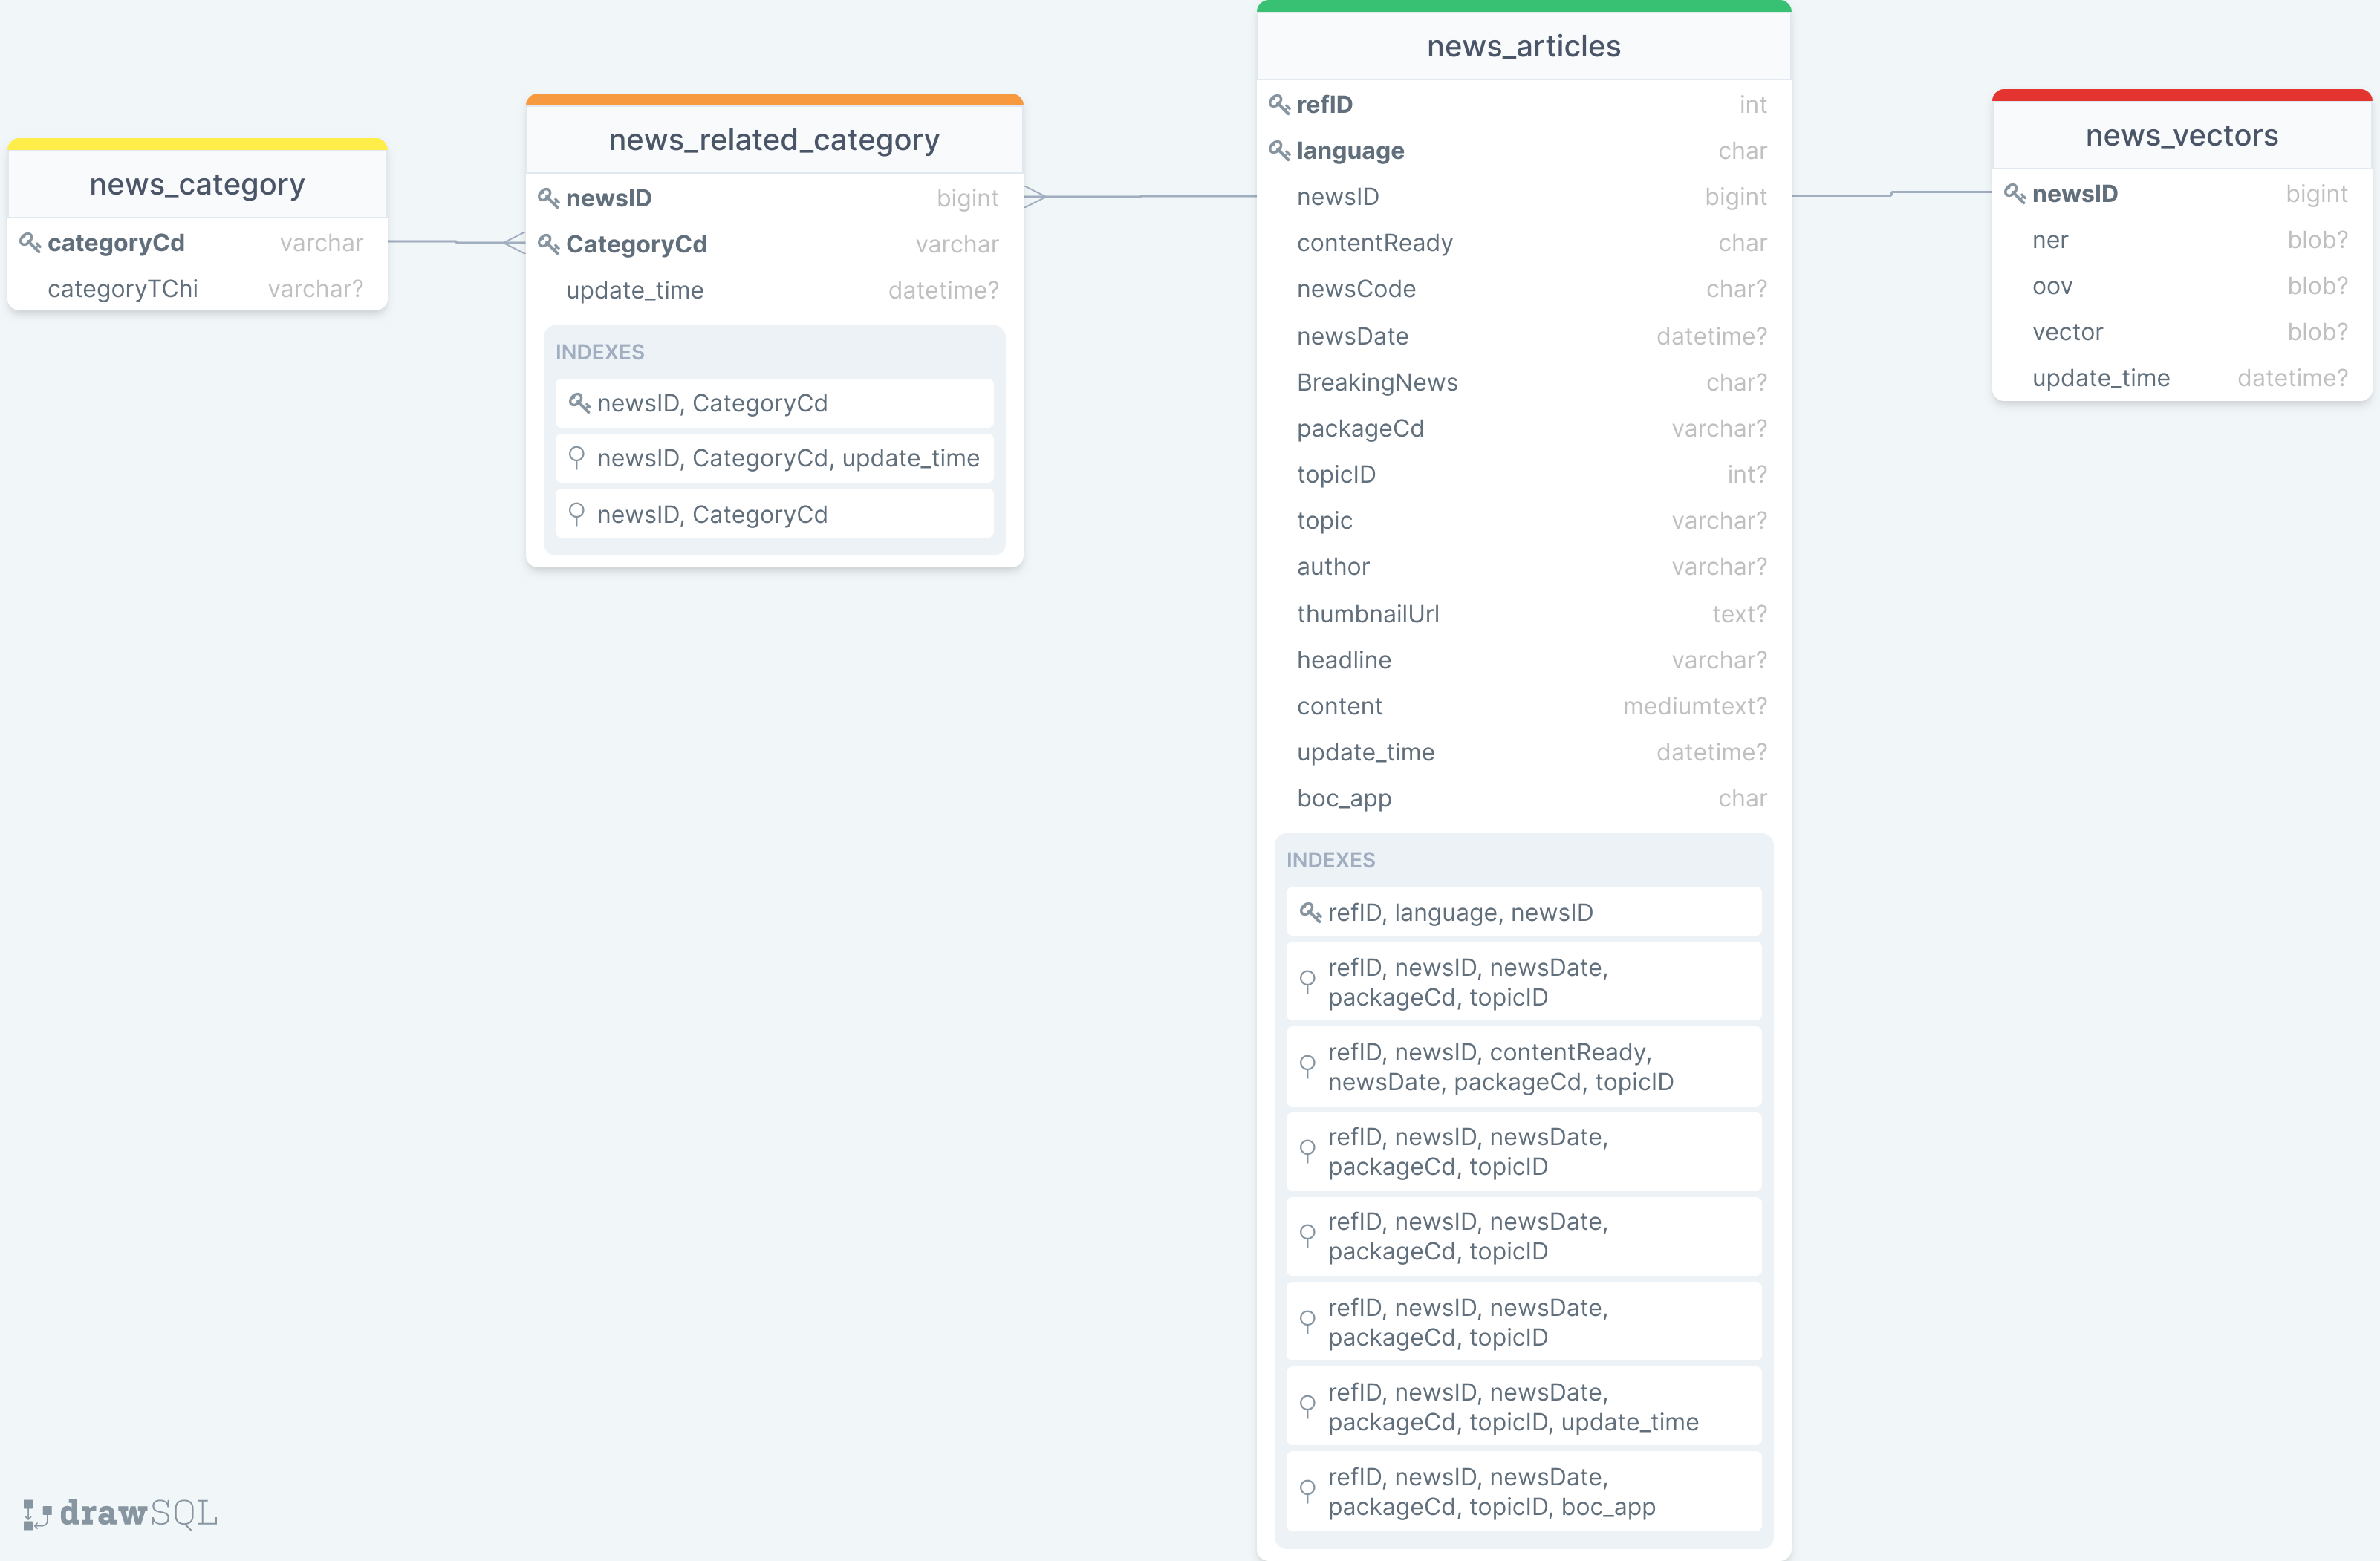 news_category
categoryCd varchar
categoryTChi varchar?
news_related_category
newsID bigint
CategoryCd varchar
update_time datetime?
INDEXES
newsID, CategoryCd
newsID, CategoryCd, update_time
newsID, CategoryCd
news_articles
refID int
language char
newsID bigint
contentReady char
newsCode char?
newsDate datetime?
BreakingNews char?
packageCd varchar?
topicID int?
topic varchar?
author varchar?
thumbnailUrl text?
headline varchar?
content mediumtext?
update_time datetime?
boc_app char
INDEXES
refID, language, newsID
refID, newsID, newsDate,
packageCd, topicID
refID, newsID, contentReady,
newsDate, packageCd, topicID
refID, newsID, newsDate,
packageCd, topicID
refID, newsID, newsDate,
packageCd, topicID
refID, newsID, newsDate,
packageCd, topicID
refID, newsID, newsDate,
packageCd, topicID, update_time
refID, newsID, newsDate,
packageCd, topicID, boc_app
news_vectors
newsID bigint
ner blob?
oov blob?
vector blob?
update_time datetime?
drawSQL